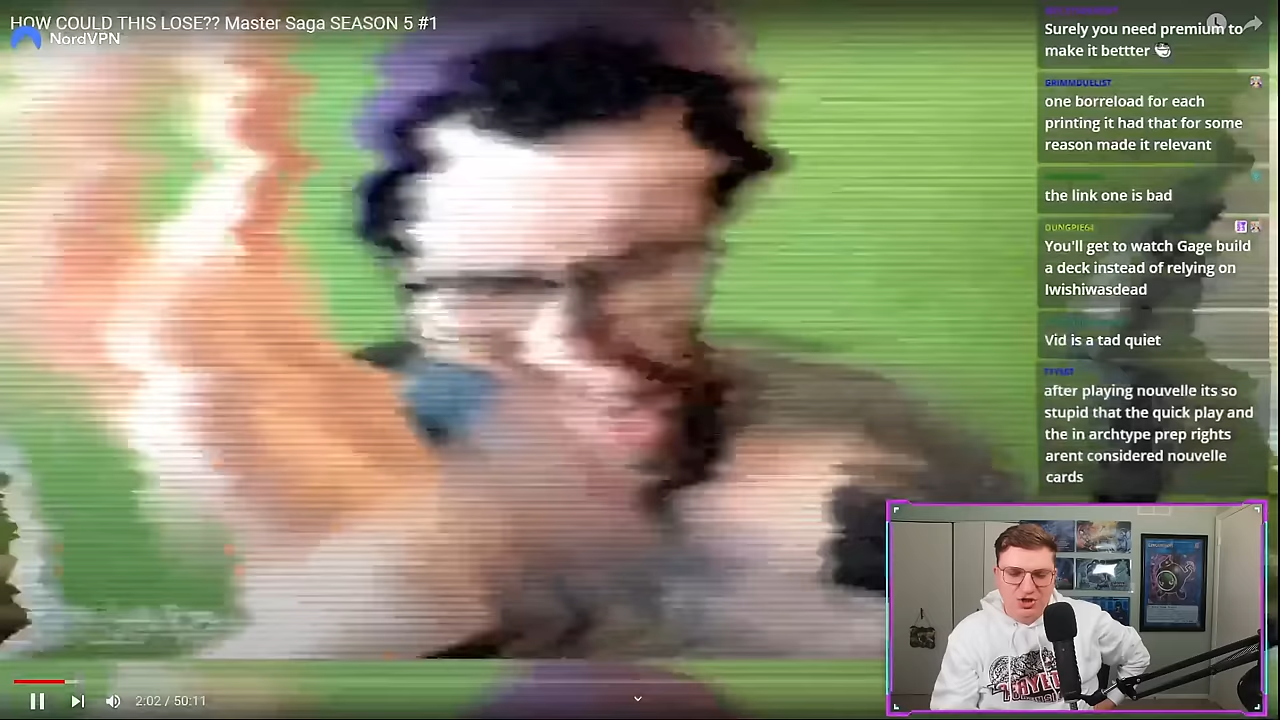 HOW COULD THIS LOSE?? Master Saga SEASON 5 #1
NordVPN
Surely you need premium to
make it bettter
GRIMMDUELIST
one borreload for each
printing it had that for some
reason made it relevant
the link one is bad
DUNGPIE64
You'll get to watch Gage build
a deck instead of relying on
Iwishiwasdead
Vid is a tad quiet
after playing nouvelle its so
stupid that the quick play and
the in archtype prep rights
arent considered nouvelle
cards
2:02 / 50:11